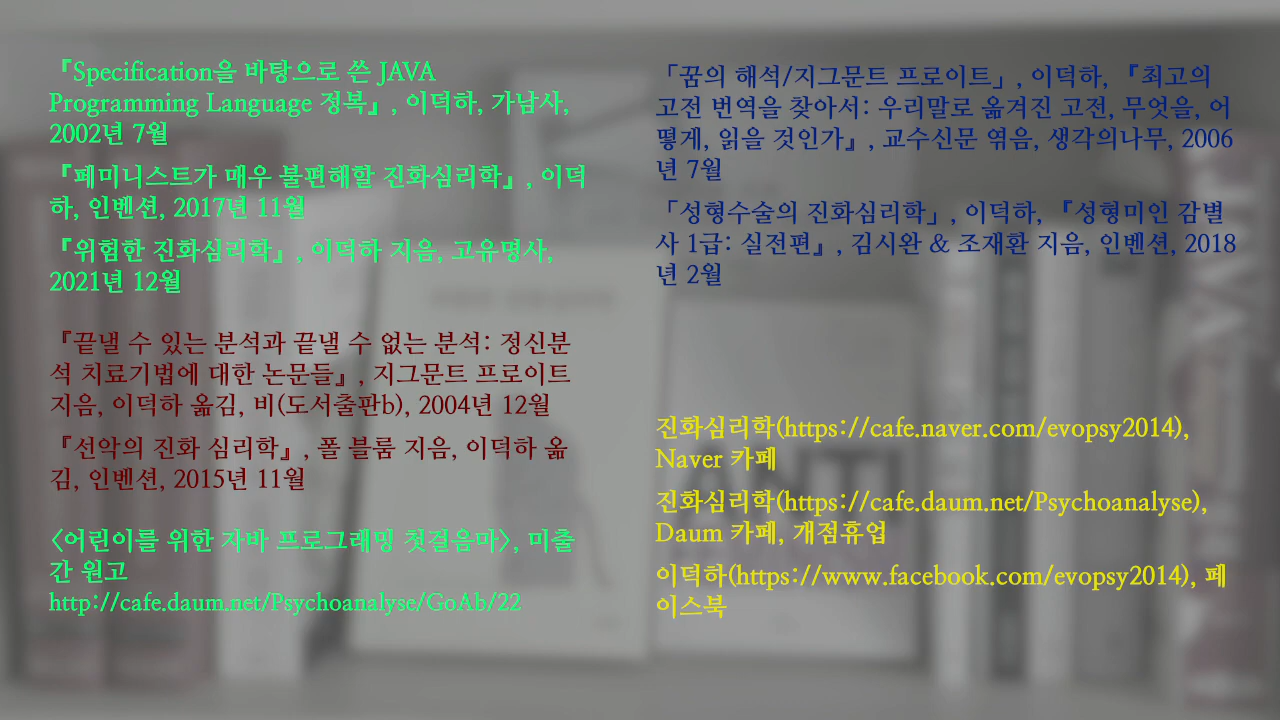 『Specification을 바탕으로 쓴 JAVA
Programming Language 정복』, 이덕하, 가남사,
2002년 7월
『페미니스트가 매우 불편해할 진화심리학』, 이덕
하, 인벤션, 2017년 11월
『위험한 진화심리학』, 이덕하 지음, 고유명사,
2021년 12월
『끝낼 수 있는 분석과 끝낼 수 없는 분석: 정신분
석 치료기법에 대한 논문들』, 지그문트 프로이트
지음, 이덕하 옮김, 비(도서출판b), 2004년 12월
『선악의 진화 심리학』, 폴 블룸 지음, 이덕하 옮
김, 인벤션, 2015년 11월
<어린이를 위한 자바 프로그래밍 첫걸음마>, 미출
간 원고
http://cafe.daum.net/Psychoanalyse/GoAb/22
「꿈의 해석/지그문트 프로이트」, 이덕하, 『최고의
고전 번역을 찾아서: 우리말로 옮겨진 고전, 무엇을, 어
떻게, 읽을 것인가』, 교수신문 엮음, 생각의나무, 2006
년 7월
「성형수술의 진화심리학」, 이덕하, 『성형미인 감별
사 1급: 실전편』, 김시완 & 조재환 지음, 인벤션, 2018
년 2월
진화심리학(https://cafe.naver.com/evopsy2014),
Naver 카페
진화심리학(https://cafe.daum.net/Psychoanalyse),
Daum 카페, 개점휴업
이덕하(https://www.facebook.com/evopsy2014), 페
이스북